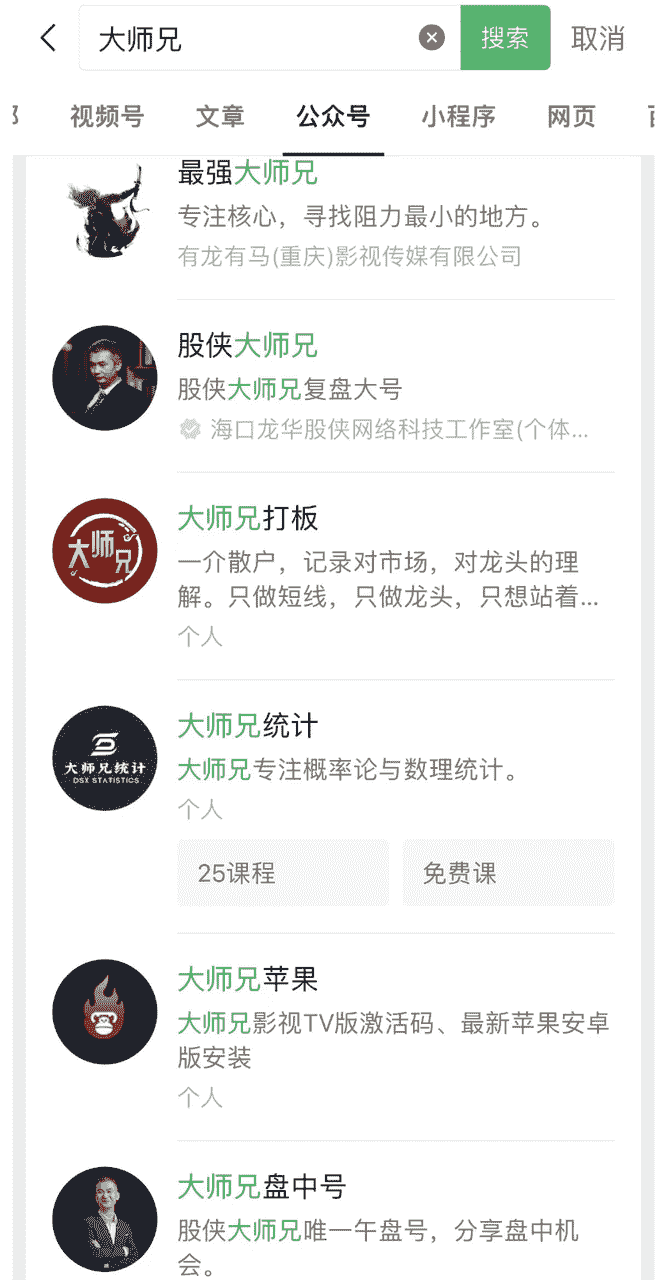 大师兄
搜索
取消
视频号
文章
公众号
小程序
网页
最强大师兄
专注核心，寻找阻力最小的地方。
有龙有马(重庆)影视传媒有限公司
股侠大师兄
股侠大师兄复盘大号
海口龙华股侠网络科技工作室(个体...
大师兄
大师兄打板
一介散户，记录对市场，对龙头的理
解。只做短线，只做龙头，只想站着...
个人
大师兄统计
DSX STATISTICS
大师兄统计
大师兄专注概率论与数理统计。
个人
25课程
免费课
大师兄苹果
大师兄影视TV版激活码、最新苹果安卓
版安装
个人
大师兄盘中号
股侠大师兄唯一午盘号，分享盘中机
会。